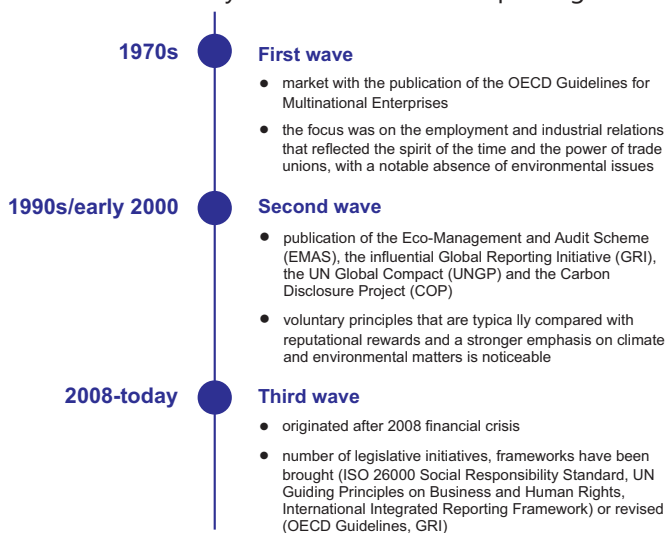 1970s
First wave
• market with the publication of the OECD Guidelines for
Multinational Enterprises
• the focus was on the employment and industrial relations
that reflected the spirit of the time and the power of trade
unions, with a notable absence of environmental issues
1990s/early 2000
Second wave
• publication of the Eco-Management and Audit Scheme
(EMAS), the influential Global Reporting Initiative (GRI),
the UN Global Compact (UNGP) and the Carbon
Disclosure Project (COP)
• voluntary principles that are typica lly compared with
reputational rewards and a stronger emphasis on climate
and environmental matters is noticeable
2008-today
Third wave
• originated after 2008 financial crisis
• number of legislative initiatives, frameworks have been
brought (ISO 26000 Social Responsibility Standard, UN
Guiding Principles on Business and Human Rights,
International Integrated Reporting Framework) or revised
(OECD Guidelines, GRI)